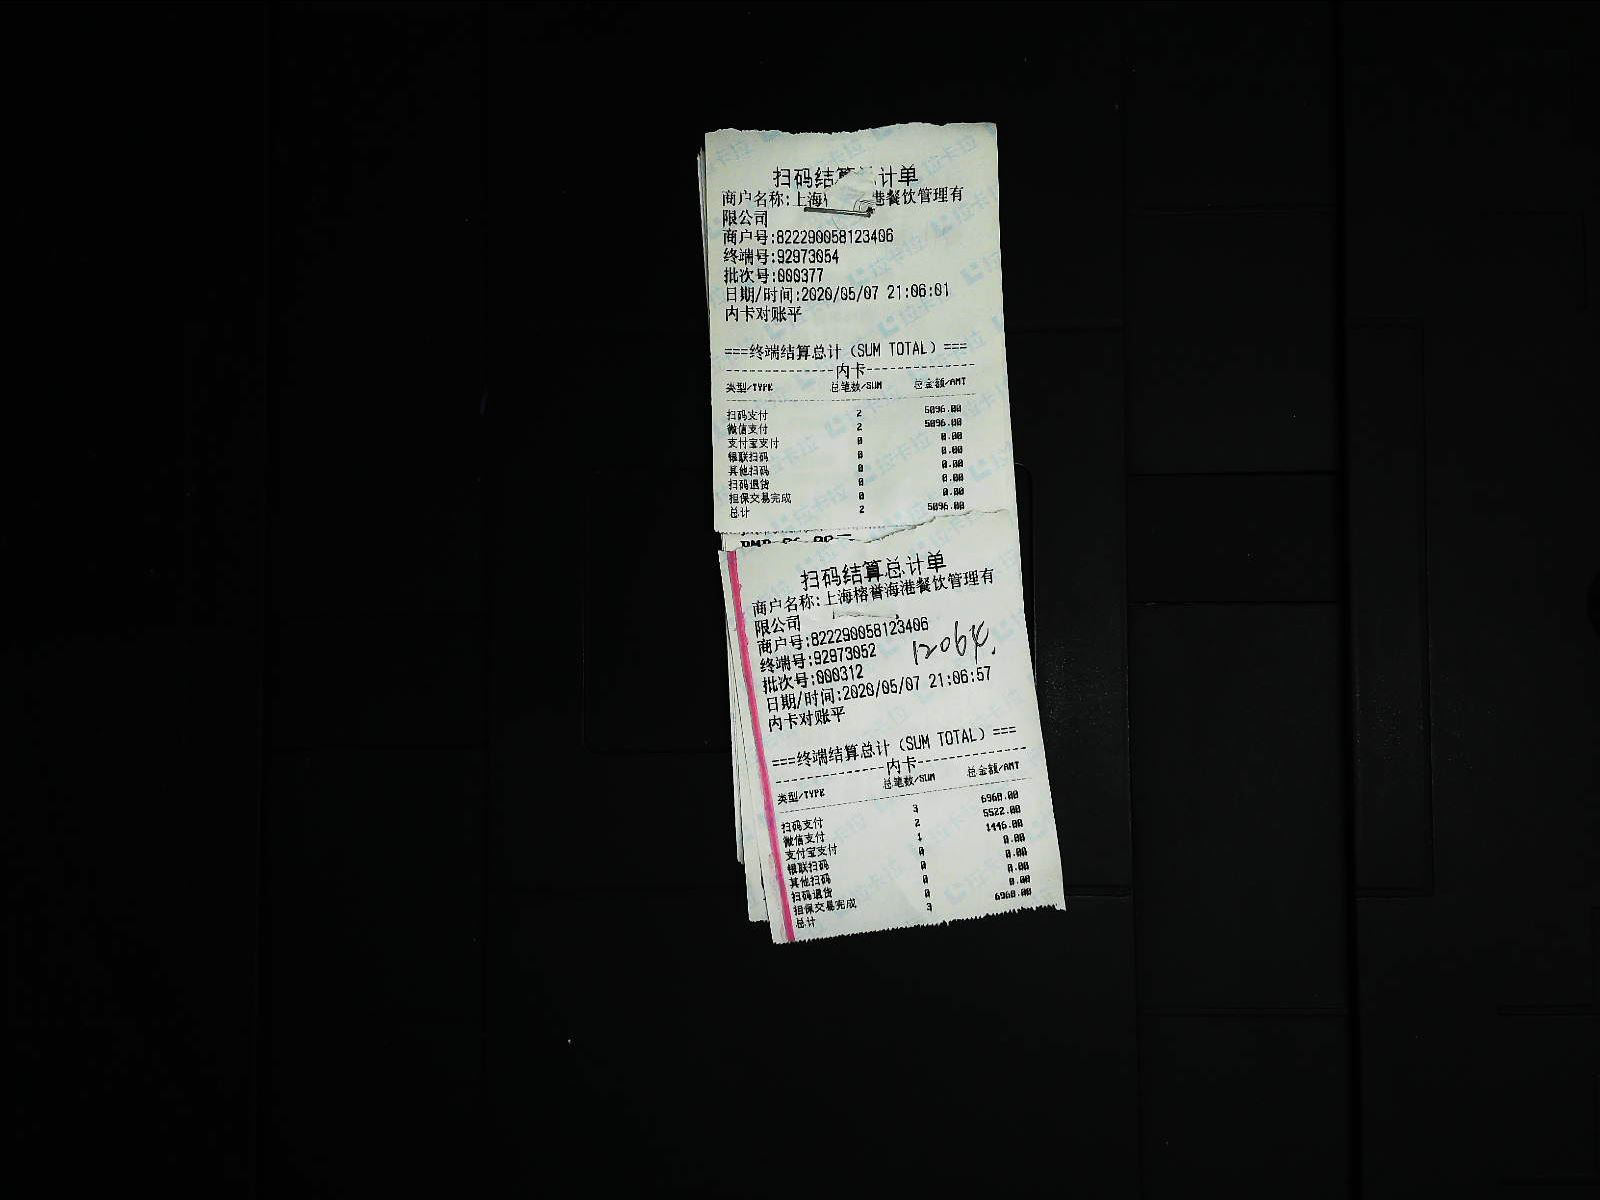 扫码结算总计单
商户名称:上海 港餐饮管理有
限公司
商户号:822290058123406
终端号:92973054
批次号:000377
日期/时间:2020/05/07 21:06:01
内卡对账平
===终端结算总计(SUM TOTAL)===
内卡
类型/TYPE 总笔数/SUM 总金额/AMT
扫码支付 2 5096.00
微信支付 2 5096.00
支付宝支付 0 0.00
银联扫码 0 0.00
其他扫码 0 0.00
扫码退货 0 0.00
担保交易完成 0 0.00
总计 2 5096.00
扫码结算总计单
商户名称:上海榕誉海港餐饮管理有
限公司
商户号:822290058123406
12064.
终端号:92973052
批次号:000312
日期/时间:2020/05/07 21:06:57
内卡对账平
===终端结算总计(SUM TOTAL)===
内卡
类型/TYPE 总笔数/SUM 总金额/AMT
扫码支付 3 6968.00
微信支付 2 5522.00
支付宝支付 1 1446.00
银联扫码 0 0.00
其他扫码 0 0.00
扫码退货 0 0.00
担保交易完成 0 0.00
总计 3 6968.00